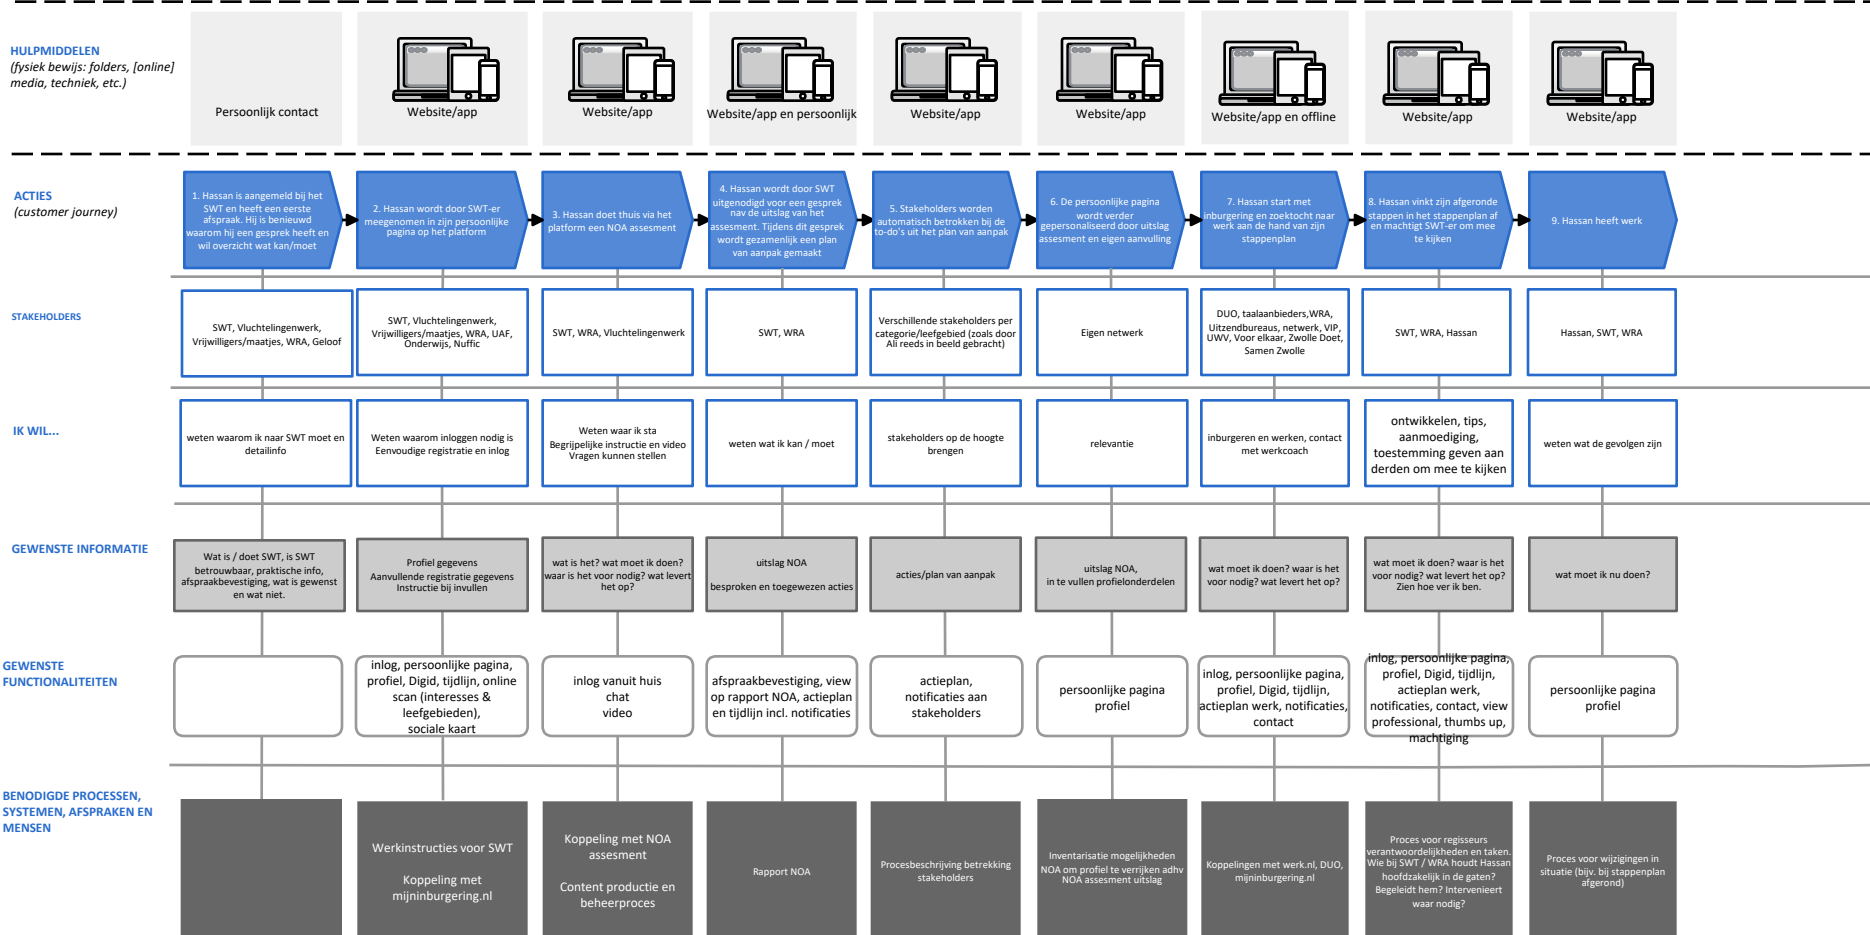 HULPMIDDELEN
(fysiek bewijs: folders, [online]
media, techniek, etc.)
Persoonlijk contact
Website/app
Website/app
Website/app en persoonlijk
Website/app
Website/app
Website/app en offline
Website/app
Website/app
ACTIES
(customer journey)
1. Hassan is aangemeld bij het
SWT en heeft een eerste
afspraak. Hij is benieuwd
waarom hij een gesprek heeft en
wil overzicht wat kan/moet
2. Hassan wordt door SWT-er
meegenomen in zijn persoonlijke
pagina op het platform
3. Hassan doet thuis via het
platform een NOA assesment
4. Hassan wordt door SWT
uitgenodigd voor een gesprek
nav de uitslag van het
assesment. Tijdens dit gesprek
wordt gezamenlijk een plan
van aanpak gemaakt
5. Stakeholders worden
automatisch betrokken bij de
to-do's uit het plan van aanpak
6. De persoonlijke pagina
wordt verder
gepersonaliseerd door uitslag
assesment en eigen aanvulling
7. Hassan start met
inburgering en zoektocht naar
werk aan de hand van zijn
stappenplan
8. Hassan vinkt zijn afgeronde
stappen in het stappenplan af
en machtigt SWT-er om mee
te kijken
9. Hassan heeft werk
STAKEHOLDERS
SWT, Vluchtelingenwerk,
Vrijwilligers/maatjes, WRA, Geloof
SWT, Vluchtelingenwerk,
Vrijwilligers/maatjes, WRA, UAF,
Onderwijs, Nuffic
SWT, WRA, Vluchtelingenwerk
SWT, WRA
Verschillende stakeholders per
categorie/leefgebied (zoals door
Ali reeds in beeld gebracht)
Eigen netwerk
DUO, taalaanbieders,WRA,
Uitzendbureaus, netwerk, VIP,
UWV, Voor elkaar, Zwolle Doet,
Samen Zwolle
SWT, WRA, Hassan
Hassan, SWT, WRA
IK WIL...
weten waarom ik naar SWT moet en
detailinfo
Weten waarom inloggen nodig is
Eenvoudige registratie en inlog
Weten waar ik sta
Begrijpelijke instructie en video
Vragen kunnen stellen
weten wat ik kan / moet
stakeholders op de hoogte
brengen
relevantie
inburgeren en werken, contact
met werkcoach
ontwikkelen, tips,
aanmoediging,
toestemming geven aan
derden om mee te kijken
weten wat de gevolgen zijn
GEWENSTE INFORMATIE
Wat is / doet SWT, is SWT
betrouwbaar, praktische info,
afspraakbevestiging, wat is gewenst
en wat niet.
Profiel gegevens
Aanvullende registratie gegevens
Instructie bij invullen
wat is het? wat moet ik doen?
waar is het voor nodig? wat levert
het op?
uitslag NOA
besproken en toegewezen acties
acties/plan van aanpak
uitslag NOA,
in te vullen profielonderdelen
wat moet ik doen? waar is het
voor nodig? wat levert het op?
wat moet ik doen? waar is het
voor nodig? wat levert het op?
Zien hoe ver ik ben.
wat moet ik nu doen?
GEWENSTE
FUNCTIONALITEITEN
inlog, persoonlijke pagina,
profiel, Digid, tijdlijn, online
scan (interesses &
leefgebieden),
sociale kaart
inlog vanuit huis
chat
video
afspraakbevestiging, view
op rapport NOA, actieplan
en tijdlijn incl. notificaties
actieplan,
notificaties aan
stakeholders
persoonlijke pagina
profiel
inlog, persoonlijke pagina,
profiel, Digid, tijdlijn,
actieplan werk, notificaties,
contact
inlog, persoonlijke pagina,
profiel, Digid, tijdlijn,
actieplan werk,
notificaties, contact, view
professional, thumbs up,
machtiging
persoonlijke pagina
profiel
BENODIGDE PROCESSEN,
SYSTEMEN, AFSPRAKEN EN
MENSEN
Werkinstructies voor SWT
Koppeling met
mijninburgering.nl
Koppeling met NOA
assesment
Content productie en
beheerproces
Rapport NOA
Procesbeschrijving betrekking
stakeholders
Inventarisatie mogelijkheden
NOA om profiel te verrijken adhv
NOA assesment uitslag
Koppelingen met werk.nl, DUO,
mijninburgering.nl
Proces voor regisseurs
verantwoordelijkheden en taken.
Wie bij SWT / WRA houdt Hassan
hoofdzakelijk in de gaten?
Begeleidt hem? Intervenieert
waar nodig?
Proces voor wijzigingen in
situatie (bijv. bij stappenplan
afgerond)